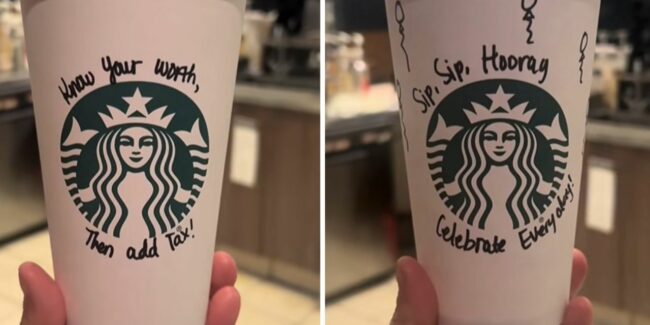 Know Your worth,
Then add Tax!
Sip, Sip, Hooray
Celebrate Every day!